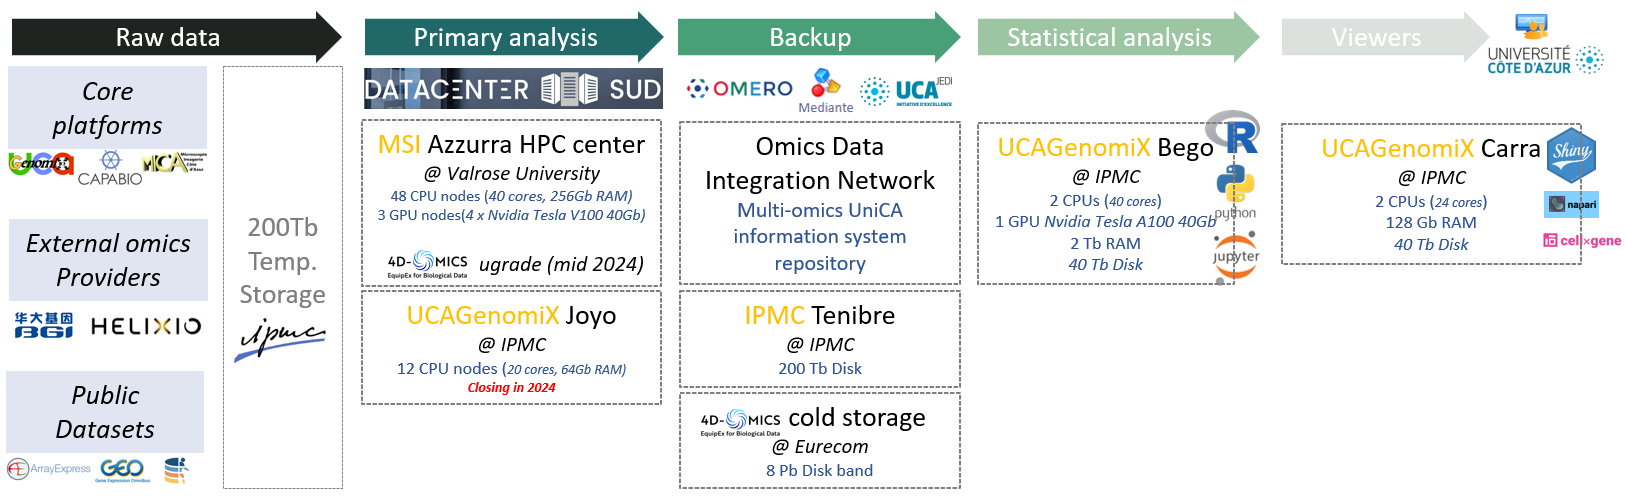 Raw data
Primary analysis
Backup
Statistical analysis
Viewers
UNIVERSITÉ
CÔTE D'AZUR
Core
platforms
uca
Genomix
CAPABIO
MICA
Microscopie
Imagerie
Côte
d'Azur
External omics
Providers
华大基因
BGI
HELIXIO
Public
Datasets
ArrayExpress
GEO
Gene Expression Omnibus
200Tb
Temp.
Storage
ipmc
DATACENTER SUD
MSI Azzurra HPC center
@ Valrose University
48 CPU nodes (40 cores, 256Gb RAM)
3 GPU nodes(4 x Nvidia Tesla V100 40Gb)
4D-OMICS
EquipEx for Biological Data
ugrade (mid 2024)
UCAGenomiX Joyo
@ IPMC
12 CPU nodes (20 cores, 64Gb RAM)
Closing in 2024
OMERO
Mediante
UCA JEDI
INITIATIVE D'EXCELLENCE
Omics Data
Integration Network
Multi-omics UniCA
information system
repository
IPMC Tenibre
@ IPMC
200 Tb Disk
4D-OMICS cold storage
EquipEx for Biological Data
@ Eurecom
8 Pb Disk band
UCAGenomiX Bego
@ IPMC
2 CPUs (40 cores)
1 GPU Nvidia Tesla A100 40Gb
2 Tb RAM
40 Tb Disk
R
python
jupyter
UCAGenomiX Carra
@ IPMC
2 CPUs (24 cores)
128 Gb RAM
40 Tb Disk
Shiny
napari
cellxgene